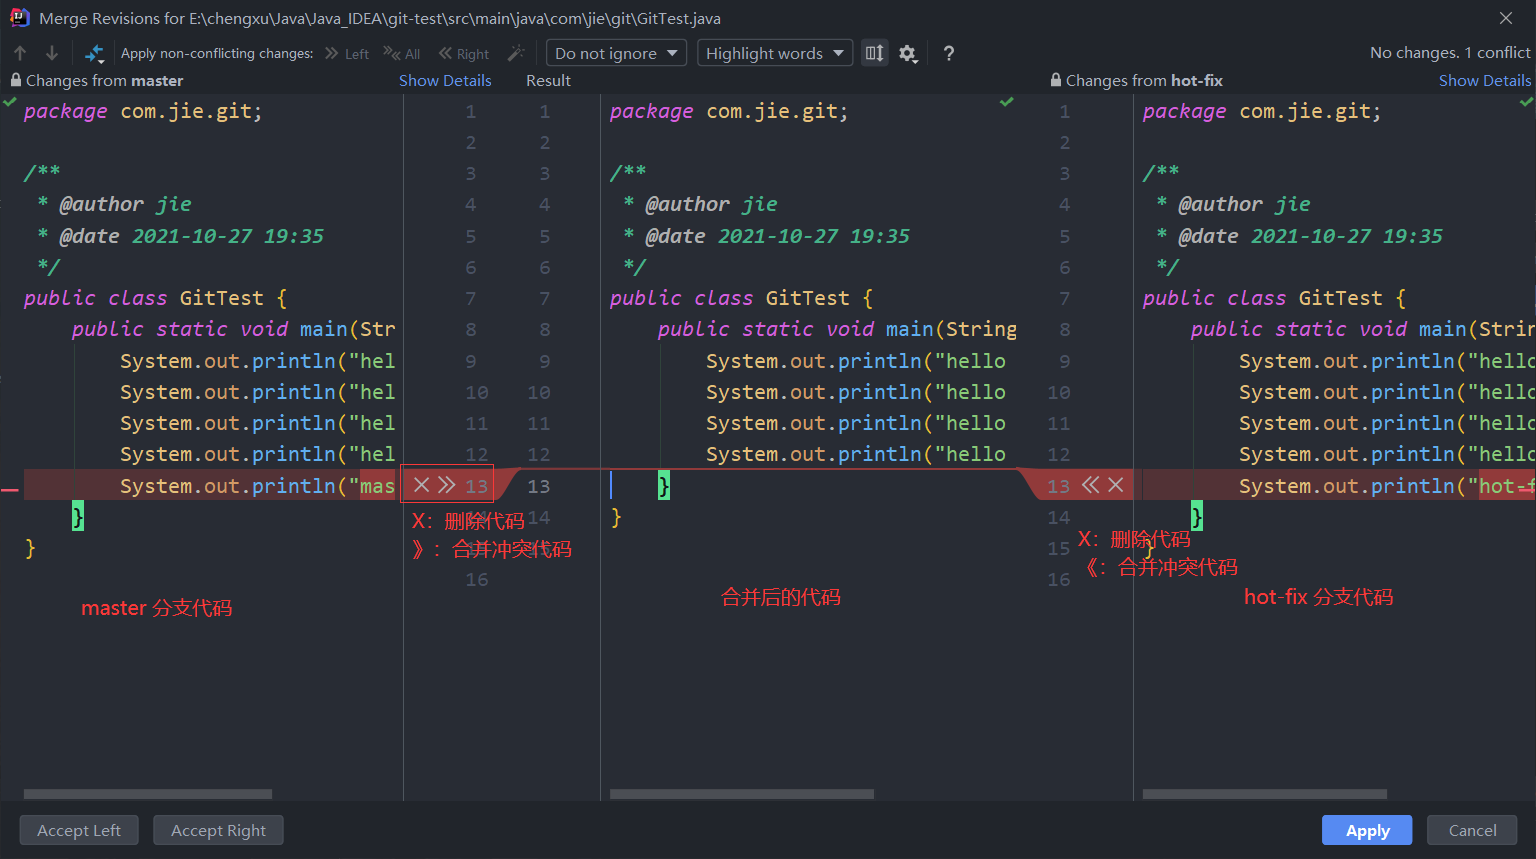 Merge Revisions for E:\chengxu\Java\Java_IDEA\git-test\src\main\java\com\jie\git\GitTest.java
Apply non-conflicting changes: Left All Right Do not ignore Highlight words ? No changes. 1 conflict
Changes from master Show Details
package com.jie.git; 1
2
/** 3
* @author jie 4
* @date 2021-10-27 19:35 5
*/ 6
public class GitTest { 7
public static void main(Str 8
System.out.println("hel 9
System.out.println("hel 10
System.out.println("hel 11
System.out.println("hel 12
System.out.println("mas 13
}
}
16
X：删除代码
》：合并冲突代码
master 分支代码
Result
1 package com.jie.git;
2
3 /**
4 * @author jie
5 * @date 2021-10-27 19:35
6 */
7 public class GitTest {
8 public static void main(String
9 System.out.println("hello
10 System.out.println("hello
11 System.out.println("hello
12 System.out.println("hello
13 }
14 }
合并后的代码
Changes from hot-fix Show Details
1 package com.jie.git;
2
3 /**
4 * @author jie
5 * @date 2021-10-27 19:35
6 */
7 public class GitTest {
8 public static void main(Strin
9 System.out.println("hello
10 System.out.println("hello
11 System.out.println("hello
12 System.out.println("hello
13 System.out.println("hot-f
14 }
15 }
16
X：删除代码
《：合并冲突代码
hot-fix 分支代码
Accept Left Accept Right Apply Cancel